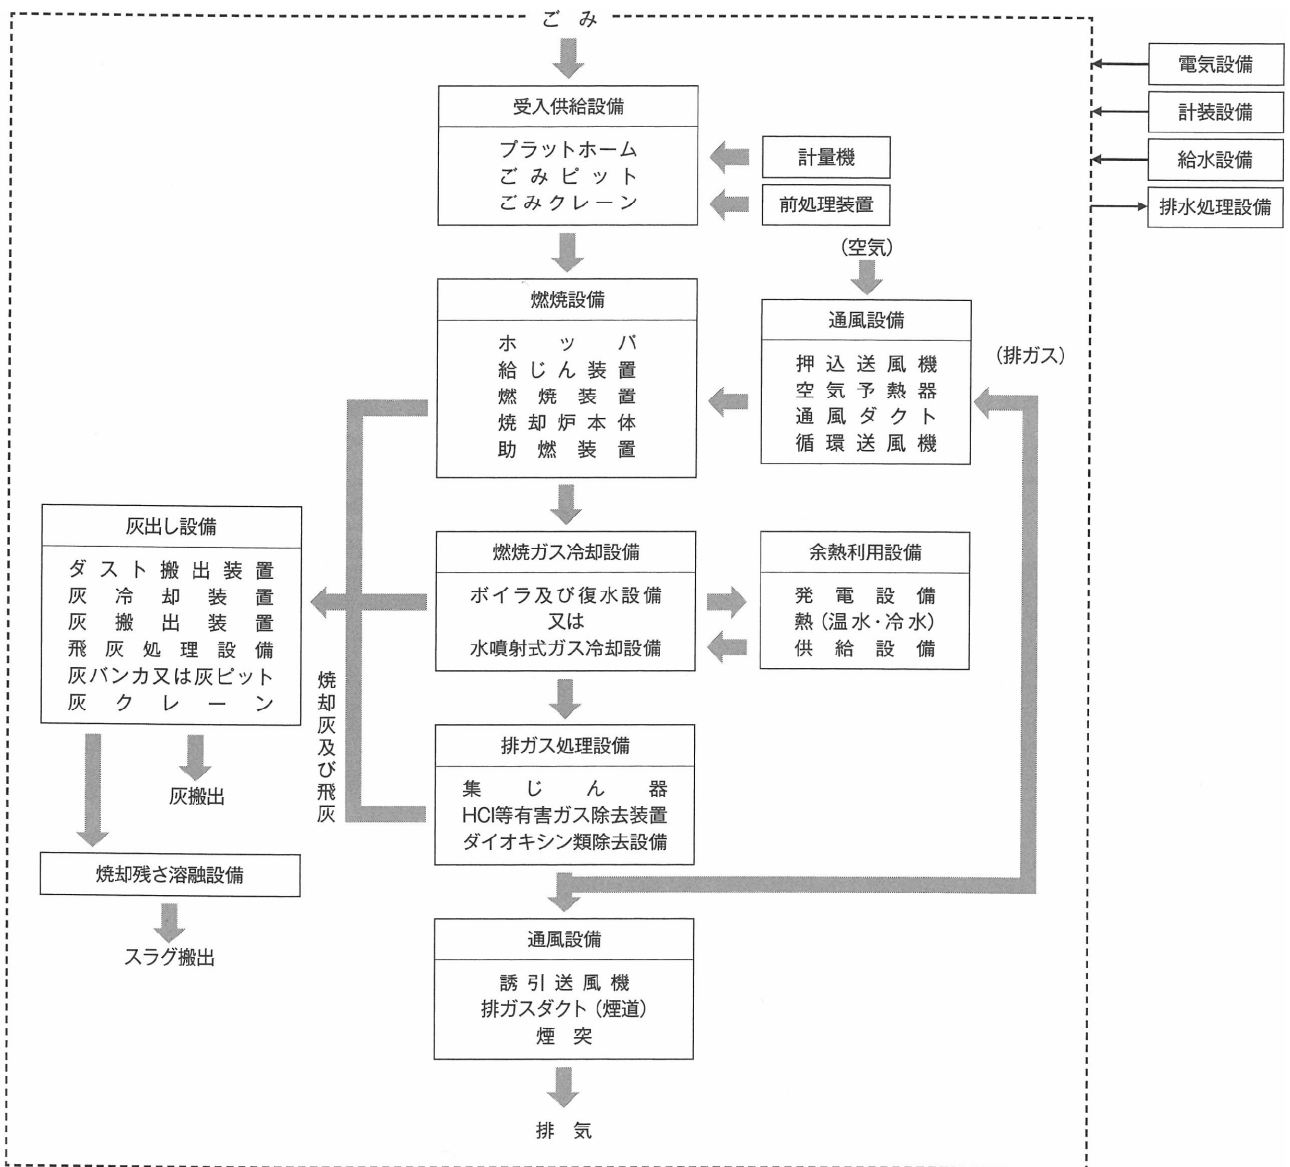 ごみ
受入供給設備
プラットホーム
ごみピット
ごみクレーン
計量機
前処理装置
電気設備
計装設備
給水設備
排水処理設備
(空気)
燃焼設備
ホッパ
給じん装置
燃焼装置
焼却炉本体
助燃装置
通風設備
押込送風機
空気予熱器
通風ダクト
循環送風機
(排ガス)
灰出し設備
ダスト搬出装置
灰冷却装置
灰搬出装置
飛灰処理設備
灰バンカ又は灰ピット
灰クレーン
燃焼ガス冷却設備
ボイラ及び復水設備
又は
水噴射式ガス冷却設備
余熱利用設備
発電設備
熱(温水・冷水)
供給設備
焼却灰及び飛灰
排ガス処理設備
集じん器
HCl等有害ガス除去装置
ダイオキシン類除去設備
灰搬出
焼却残さ溶融設備
スラグ搬出
通風設備
誘引送風機
排ガスダクト(煙道)
煙突
排気